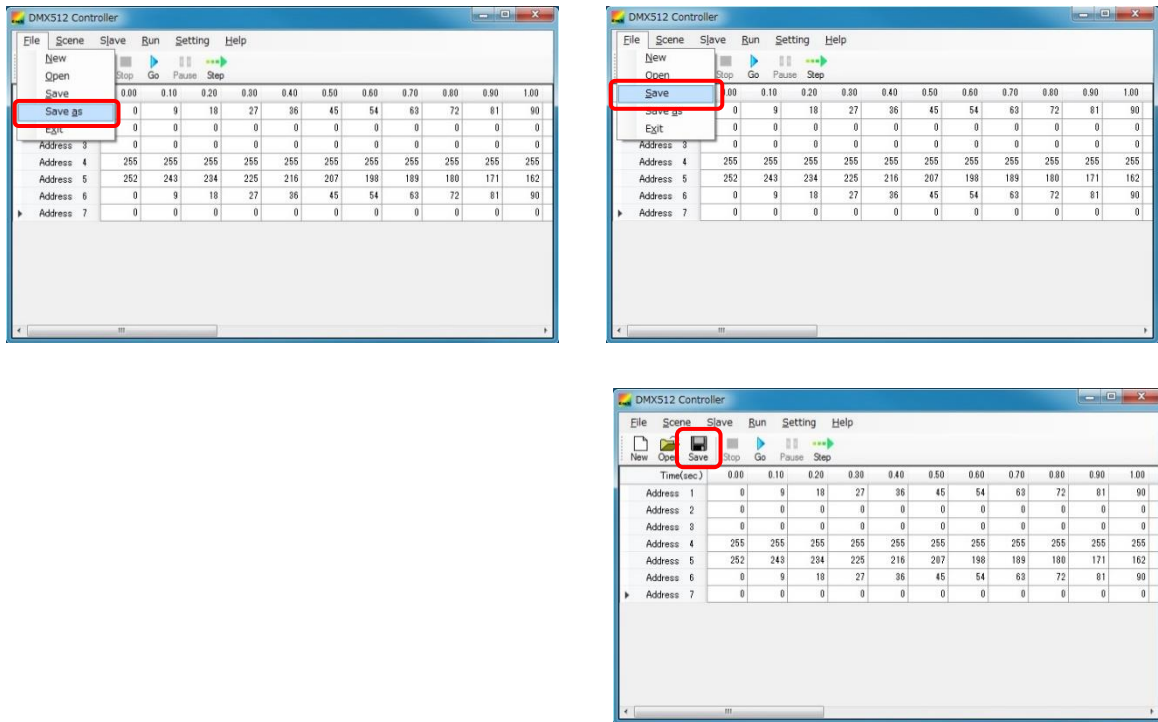 DMX512 Controller
File Scene Slave Run Setting Help
New
Open
Save
Save as
Exit
Stop Go Pause Step
0.00 0.10 0.20 0.30 0.40 0.50 0.60 0.70 0.80 0.90 1.00
0 9 18 27 36 45 54 63 72 81 90
0 0 0 0 0 0 0 0 0 0 0
Address 3 0 0 0 0 0 0 0 0 0 0 0
Address 4 255 255 255 255 255 255 255 255 255 255 255
Address 5 252 243 234 225 216 207 198 189 180 171 162
Address 6 0 9 18 27 36 45 54 63 72 81 90
Address 7 0 0 0 0 0 0 0 0 0 0 0
DMX512 Controller
File Scene Slave Run Setting Help
New
Open
Save
Save as
Exit
Stop Go Pause Step
0.00 0.10 0.20 0.30 0.40 0.50 0.60 0.70 0.80 0.90 1.00
0 9 18 27 36 45 54 63 72 81 90
0 0 0 0 0 0 0 0 0 0 0
Address 3 0 0 0 0 0 0 0 0 0 0 0
Address 4 255 255 255 255 255 255 255 255 255 255 255
Address 5 252 243 234 225 216 207 198 189 180 171 162
Address 6 0 9 18 27 36 45 54 63 72 81 90
Address 7 0 0 0 0 0 0 0 0 0 0 0
DMX512 Controller
File Scene Slave Run Setting Help
New Open Save Stop Go Pause Step
Time(sec.) 0.00 0.10 0.20 0.30 0.40 0.50 0.60 0.70 0.80 0.90 1.00
Address 1 0 9 18 27 36 45 54 63 72 81 90
Address 2 0 0 0 0 0 0 0 0 0 0 0
Address 3 0 0 0 0 0 0 0 0 0 0 0
Address 4 255 255 255 255 255 255 255 255 255 255 255
Address 5 252 243 234 225 216 207 198 189 180 171 162
Address 6 0 9 18 27 36 45 54 63 72 81 90
Address 7 0 0 0 0 0 0 0 0 0 0 0